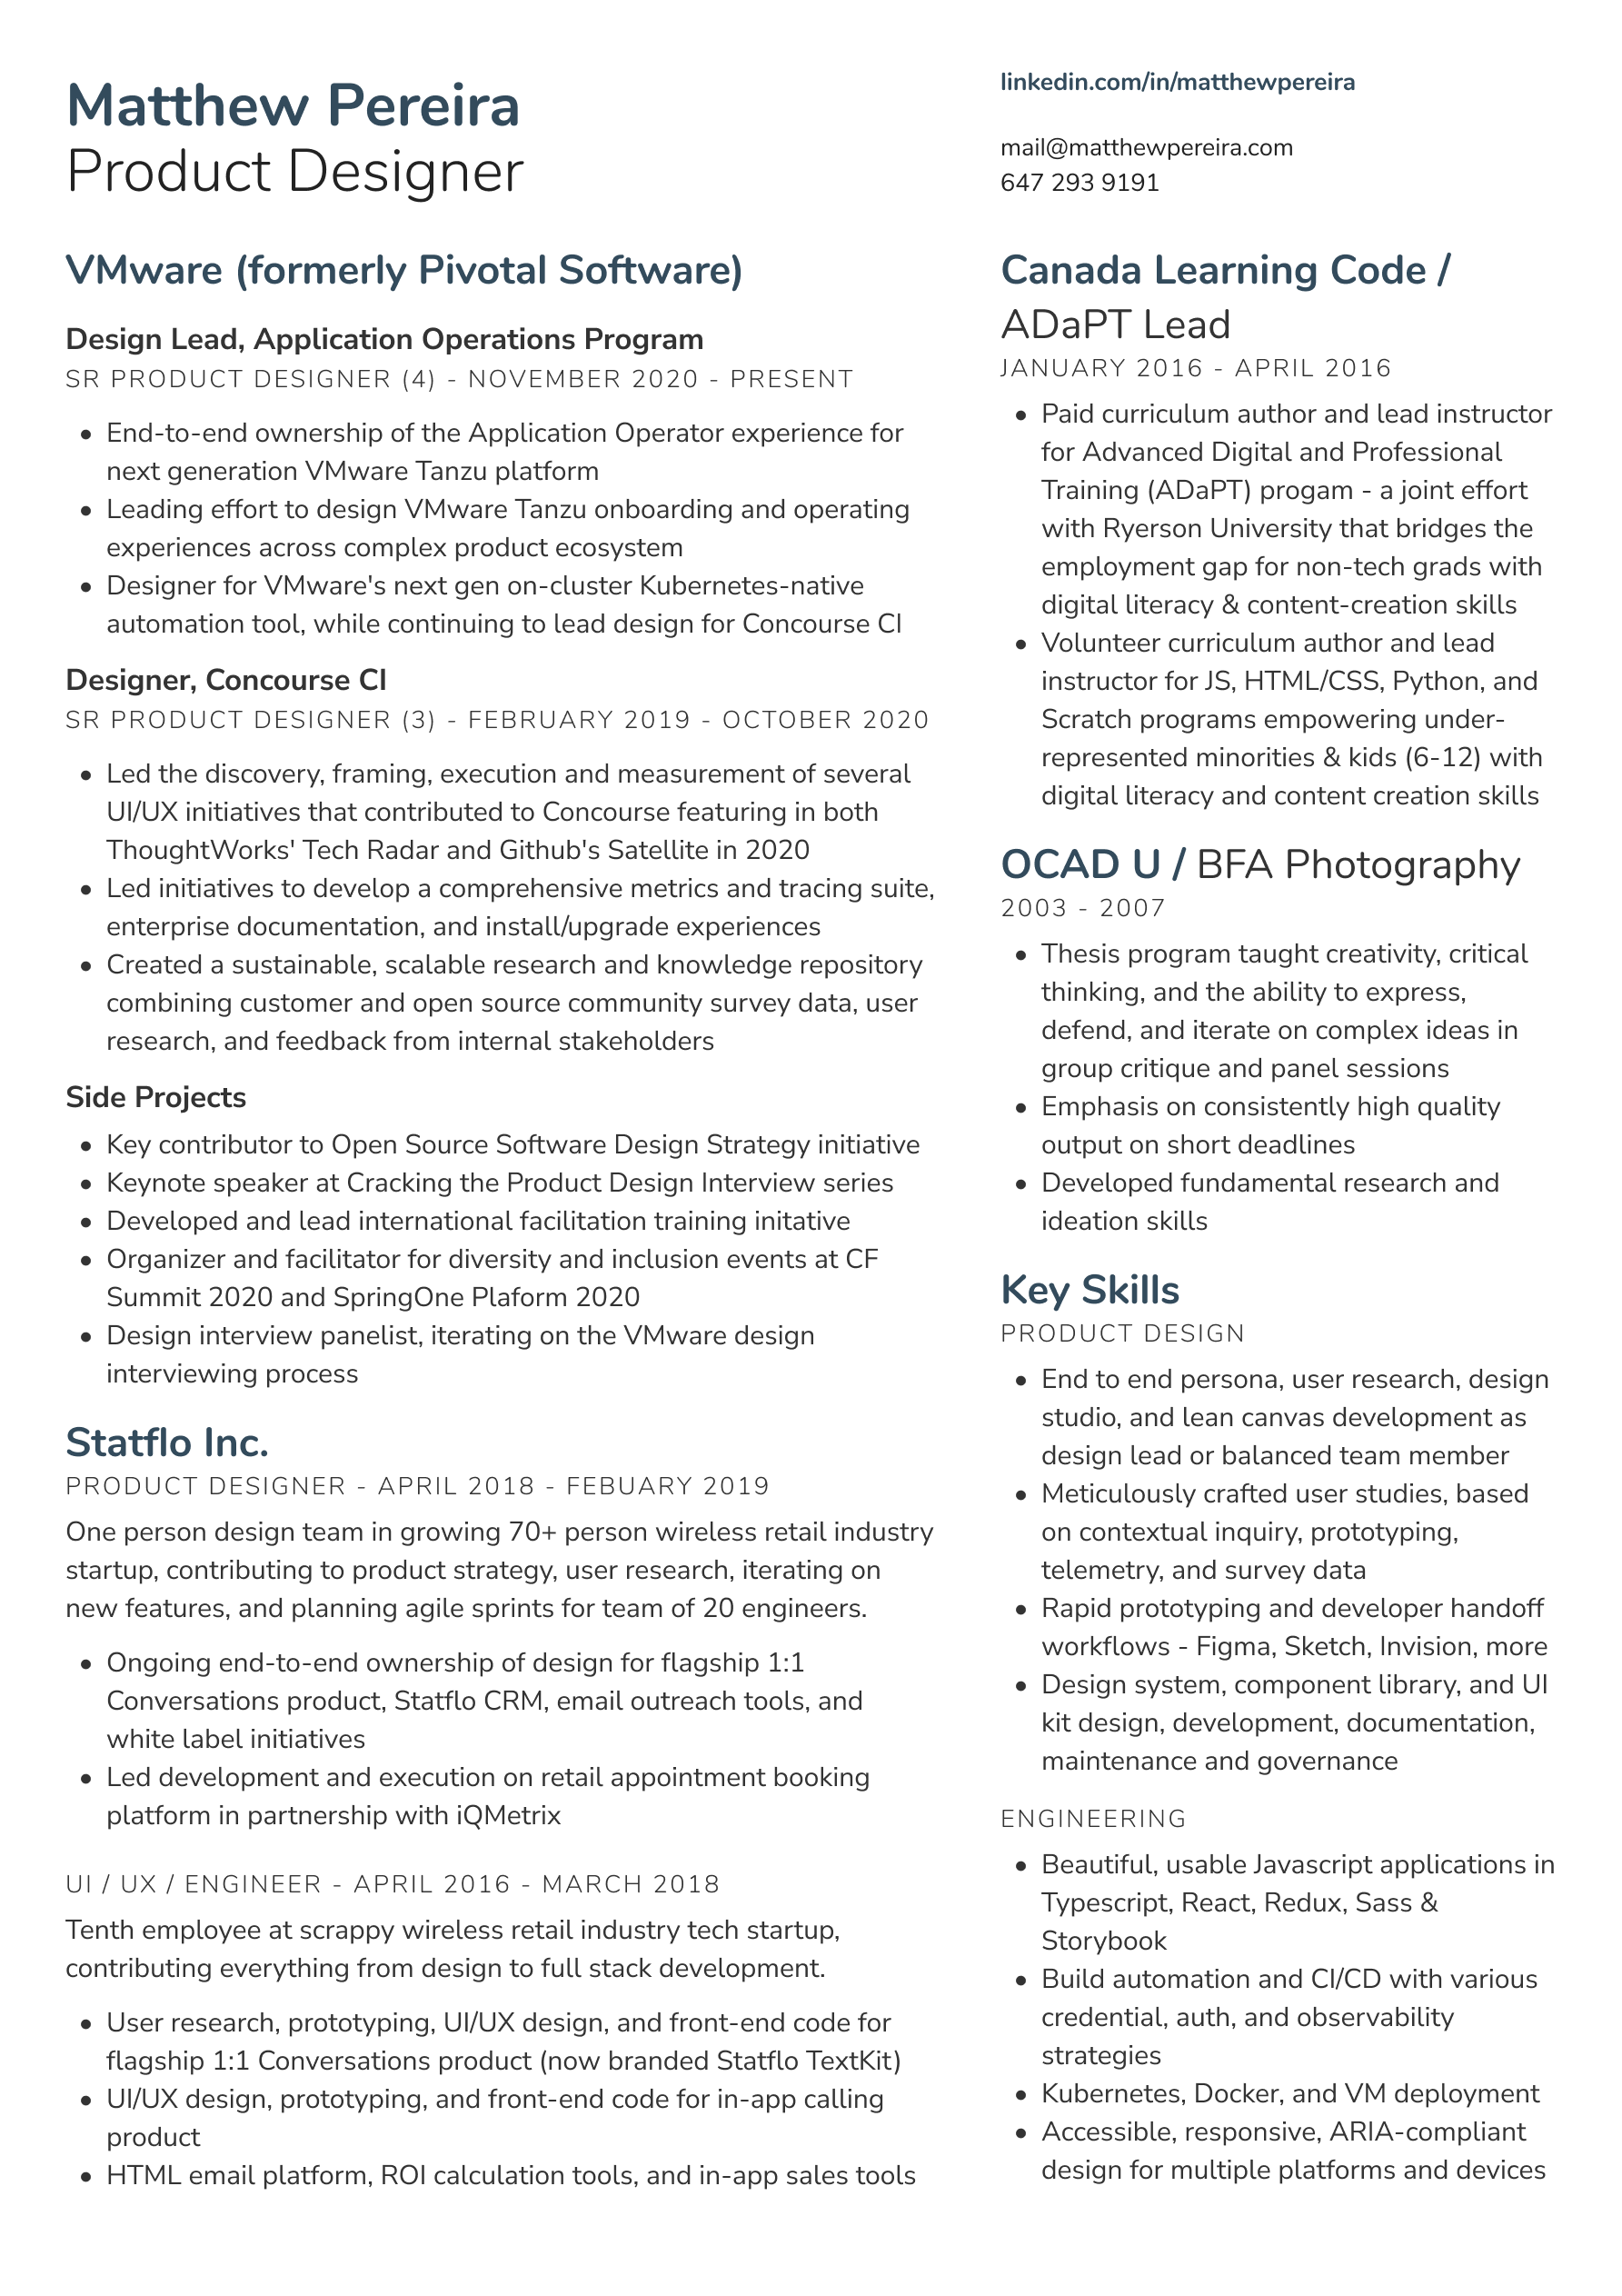 Matthew Pereira
Product Designer
linkedin.com/in/matthewpereira
mail@matthewpereira.com
647 293 9191
VMware (formerly Pivotal Software)
Design Lead, Application Operations Program
SR PRODUCT DESIGNER (4) - NOVEMBER 2020 - PRESENT
• End-to-end ownership of the Application Operator experience for
next generation VMware Tanzu platform
• Leading effort to design VMware Tanzu onboarding and operating
experiences across complex product ecosystem
• Designer for VMware's next gen on-cluster Kubernetes-native
automation tool, while continuing to lead design for Concourse CI
Designer, Concourse CI
SR PRODUCT DESIGNER (3) - FEBRUARY 2019 - OCTOBER 2020
• Led the discovery, framing, execution and measurement of several
UI/UX initiatives that contributed to Concourse featuring in both
ThoughtWorks' Tech Radar and Github's Satellite in 2020
• Led initiatives to develop a comprehensive metrics and tracing suite,
enterprise documentation, and install/upgrade experiences
• Created a sustainable, scalable research and knowledge repository
combining customer and open source community survey data, user
research, and feedback from internal stakeholders
Side Projects
• Key contributor to Open Source Software Design Strategy initiative
• Keynote speaker at Cracking the Product Design Interview series
• Developed and lead international facilitation training initative
• Organizer and facilitator for diversity and inclusion events at CF
Summit 2020 and SpringOne Plaform 2020
• Design interview panelist, iterating on the VMware design
interviewing process
Statflo Inc.
PRODUCT DESIGNER - APRIL 2018 - FEBUARY 2019
One person design team in growing 70+ person wireless retail industry
startup, contributing to product strategy, user research, iterating on
new features, and planning agile sprints for team of 20 engineers.
• Ongoing end-to-end ownership of design for flagship 1:1
Conversations product, Statflo CRM, email outreach tools, and
white label initiatives
• Led development and execution on retail appointment booking
platform in partnership with iQMetrix
UI / UX / ENGINEER - APRIL 2016 - MARCH 2018
Tenth employee at scrappy wireless retail industry tech startup,
contributing everything from design to full stack development.
• User research, prototyping, UI/UX design, and front-end code for
flagship 1:1 Conversations product (now branded Statflo TextKit)
• UI/UX design, prototyping, and front-end code for in-app calling
product
• HTML email platform, ROI calculation tools, and in-app sales tools
Canada Learning Code /
ADaPT Lead
JANUARY 2016 - APRIL 2016
• Paid curriculum author and lead instructor
for Advanced Digital and Professional
Training (ADaPT) progam - a joint effort
with Ryerson University that bridges the
employment gap for non-tech grads with
digital literacy & content-creation skills
• Volunteer curriculum author and lead
instructor for JS, HTML/CSS, Python, and
Scratch programs empowering under-
represented minorities & kids (6-12) with
digital literacy and content creation skills
OCAD U / BFA Photography
2003 - 2007
• Thesis program taught creativity, critical
thinking, and the ability to express,
defend, and iterate on complex ideas in
group critique and panel sessions
• Emphasis on consistently high quality
output on short deadlines
• Developed fundamental research and
ideation skills
Key Skills
PRODUCT DESIGN
• End to end persona, user research, design
studio, and lean canvas development as
design lead or balanced team member
• Meticulously crafted user studies, based
on contextual inquiry, prototyping,
telemetry, and survey data
• Rapid prototyping and developer handoff
workflows - Figma, Sketch, Invision, more
• Design system, component library, and UI
kit design, development, documentation,
maintenance and governance
ENGINEERING
• Beautiful, usable Javascript applications in
Typescript, React, Redux, Sass &
Storybook
• Build automation and CI/CD with various
credential, auth, and observability
strategies
• Kubernetes, Docker, and VM deployment
• Accessible, responsive, ARIA-compliant
design for multiple platforms and devices